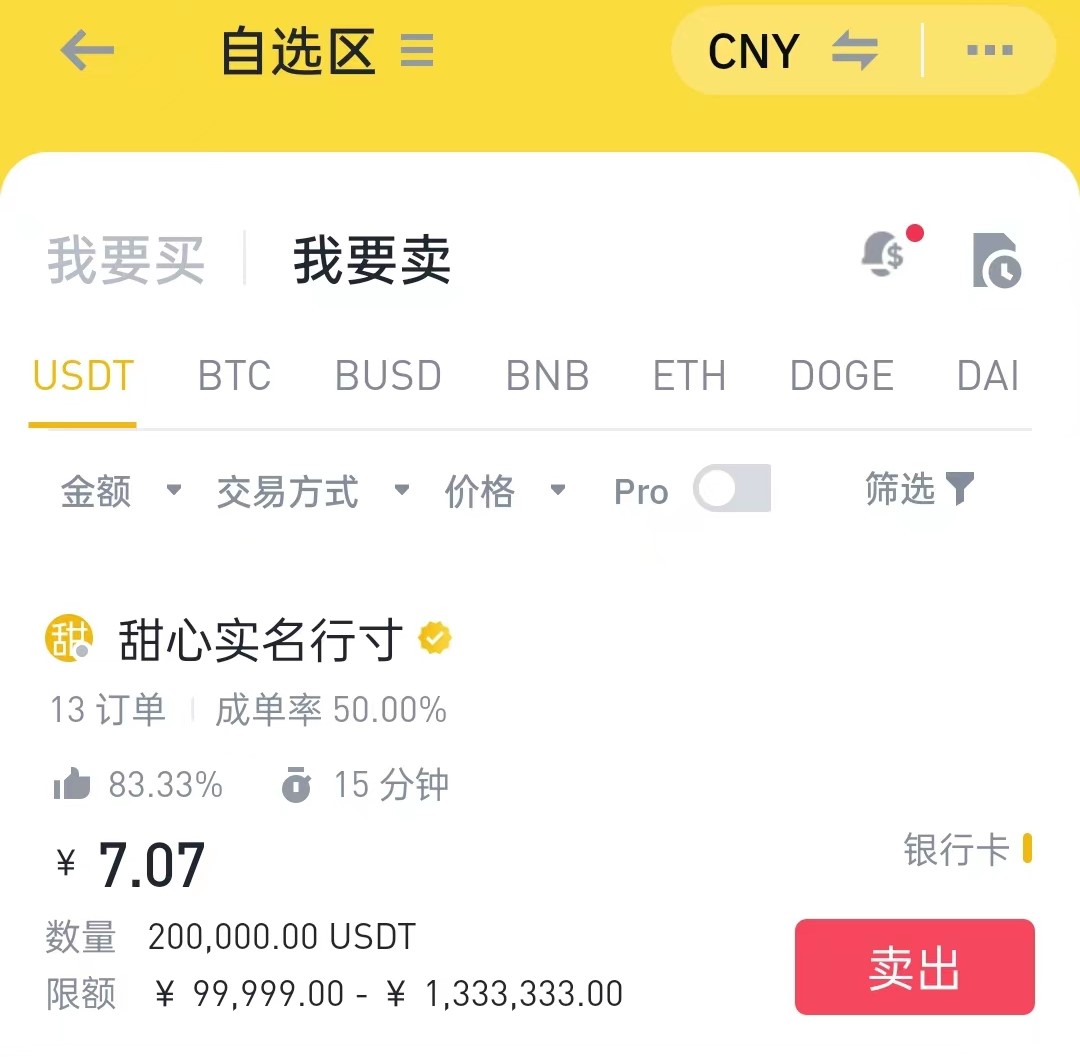 自选区 CNY
我要买 我要卖
USDT BTC BUSD BNB ETH DOGE DAI
金额 交易方式 价格 Pro 筛选
甜 甜心实名行寸
13 订单 成单率 50.00%
83.33% 15 分钟
¥ 7.07 银行卡
数量 200,000.00 USDT
限额 ¥ 99,999.00 - ¥ 1,333,333.00
卖出